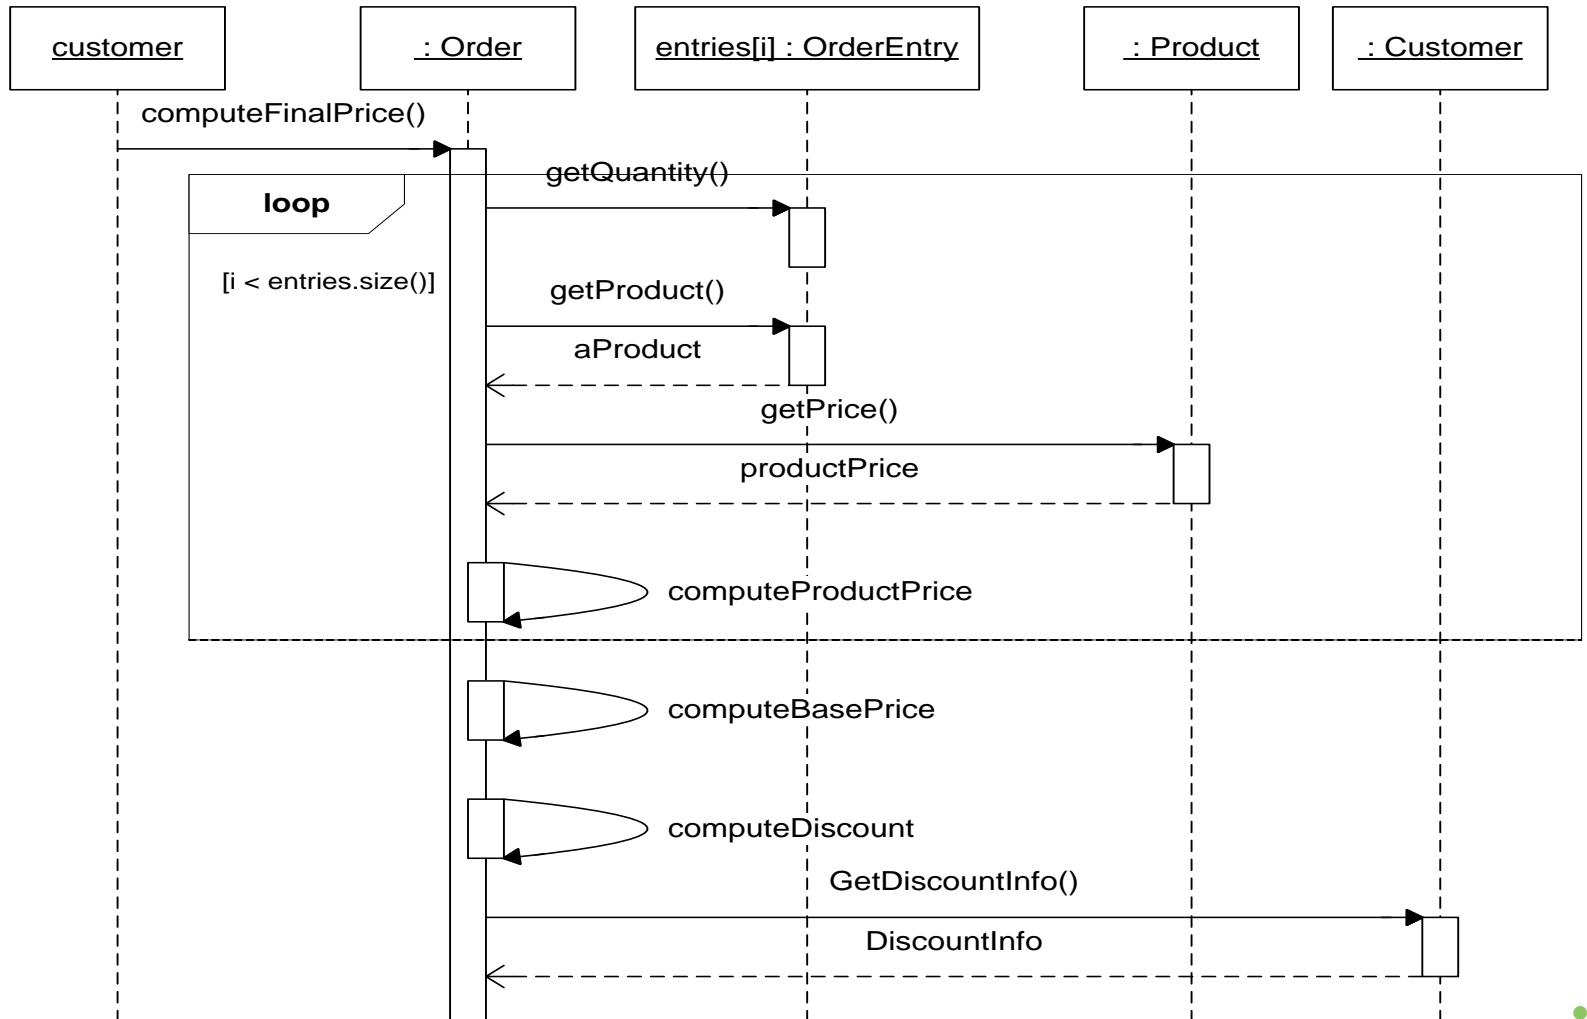 customer
: Order
entries[i] : OrderEntry
: Product
: Customer
computeFinalPrice()
getQuantity()
loop
[i < entries.size()]
getProduct()
aProduct
getPrice()
productPrice
computeProductPrice
computeBasePrice
computeDiscount
GetDiscountInfo()
DiscountInfo